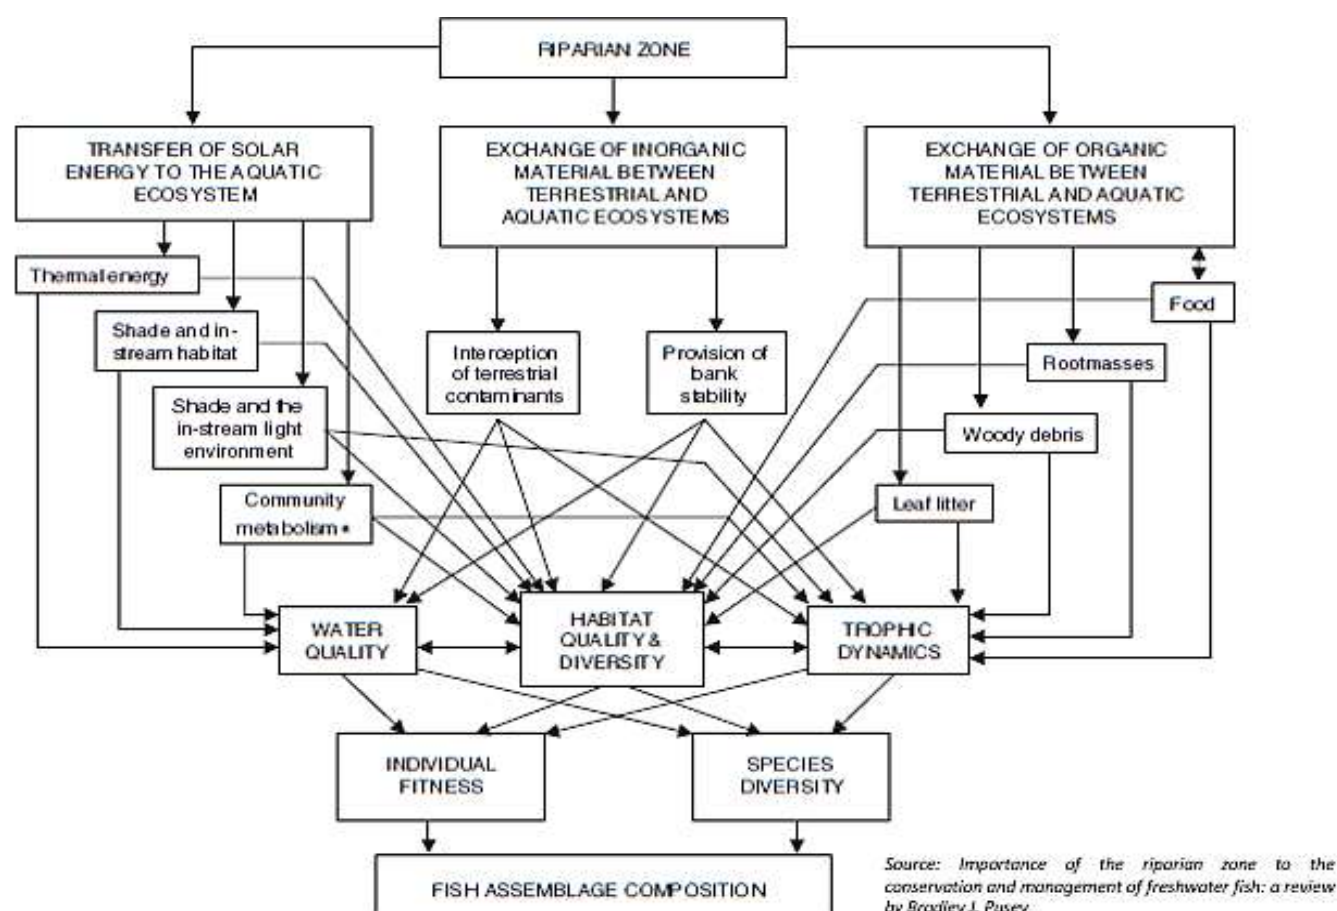 RIPARIAN ZONE
TRANSFER OF SOLAR
ENERGY TO THE AQUATIC
ECOSYSTEM
EXCHANGE OF INORGANIC
MATERIAL BETWEEN
TERRESTRIAL AND
AQUATIC ECOSYSTEMS
EXCHANGE OF ORGANIC
MATERIAL BETWEEN
TERRESTRIAL AND AQUATIC
ECOSYSTEMS
Thermal energy
Shade and in-
stream habitat
Shade and the
in-stream light
environment
Community
metabolism*
Interception
of terrestrial
contaminants
Provision of
bank
stability
Food
Rootmasses
Woody debris
Leaf litter
WATER
QUALITY
HABITAT
QUALITY &
DIVERSITY
TROPHIC
DYNAMICS
INDIVIDUAL
FITNESS
SPECIES
DIVERSITY
FISH ASSEMBLAGE COMPOSITION
Source: Importance of the riparian zone to the
conservation and management of freshwater fish: a review
by Bradley J. Pusey